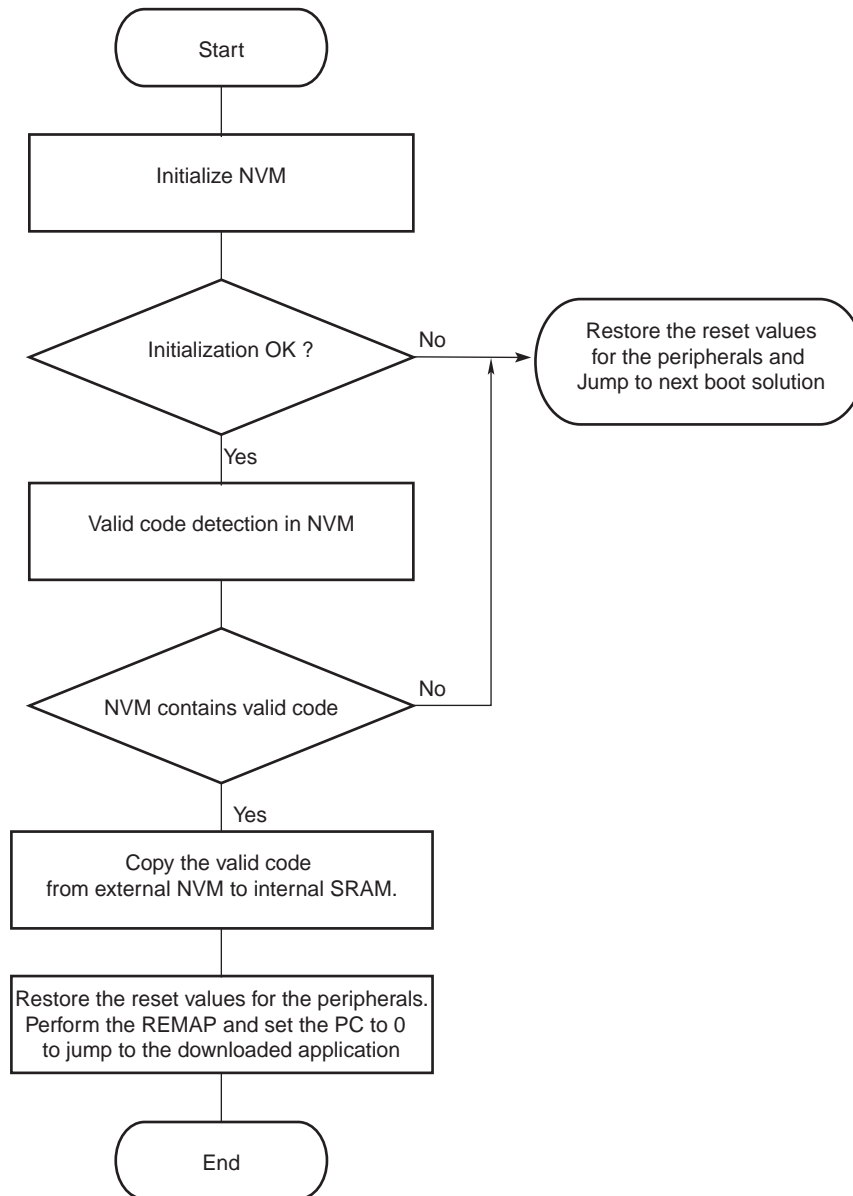 Start
Initialize NVM
Initialization OK ?
No
Restore the reset values
for the peripherals and
Jump to next boot solution
Yes
Valid code detection in NVM
NVM contains valid code
No
Yes
Copy the valid code
from external NVM to internal SRAM.
Restore the reset values for the peripherals.
Perform the REMAP and set the PC to 0
to jump to the downloaded application
End